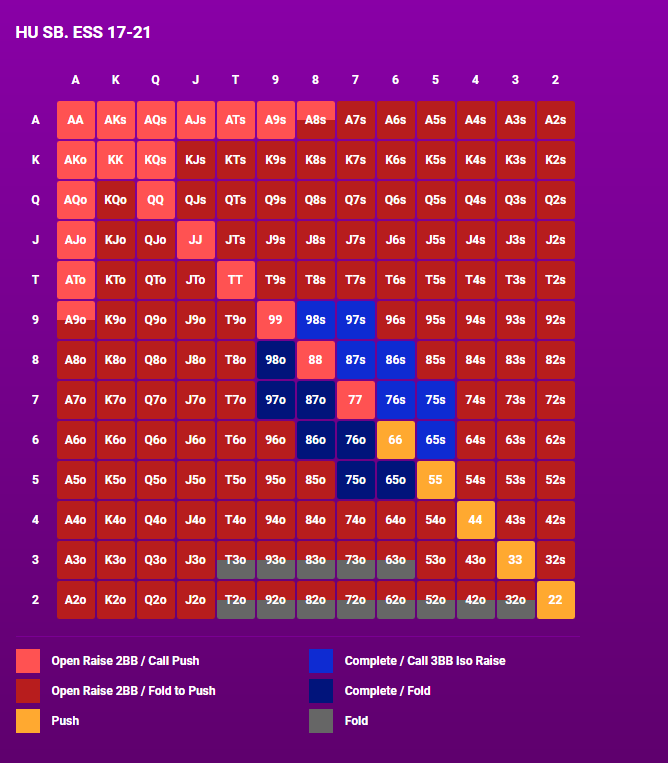 HU SB. ESS 17-21
A K Q J T 9 8 7 6 5 4 3 2
A AA AKs AQs AJs ATs A9s A8s A7s A6s A5s A4s A3s A2s
K AKo KK KQs KJs KTs K9s K8s K7s K6s K5s K4s K3s K2s
Q AQo KQo QQ QJs QTs Q9s Q8s Q7s Q6s Q5s Q4s Q3s Q2s
J AJo KJo QJo JJ JTs J9s J8s J7s J6s J5s J4s J3s J2s
T ATo KTo QTo JTo TT T9s T8s T7s T6s T5s T4s T3s T2s
9 A9o K9o Q9o J9o T9o 99 98s 97s 96s 95s 94s 93s 92s
8 A8o K8o Q8o J8o T8o 98o 88 87s 86s 85s 84s 83s 82s
7 A7o K7o Q7o J7o T7o 97o 87o 77 76s 75s 74s 73s 72s
6 A6o K6o Q6o J6o T6o 96o 86o 76o 66 65s 64s 63s 62s
5 A5o K5o Q5o J5o T5o 95o 85o 75o 65o 55 54s 53s 52s
4 A4o K4o Q4o J4o T4o 94o 84o 74o 64o 54o 44 43s 42s
3 A3o K3o Q3o J3o T3o 93o 83o 73o 63o 53o 43o 33 32s
2 A2o K2o Q2o J2o T2o 92o 82o 72o 62o 52o 42o 32o 22
Open Raise 2BB / Call Push
Complete / Call 3BB Iso Raise
Open Raise 2BB / Fold to Push
Complete / Fold
Push
Fold